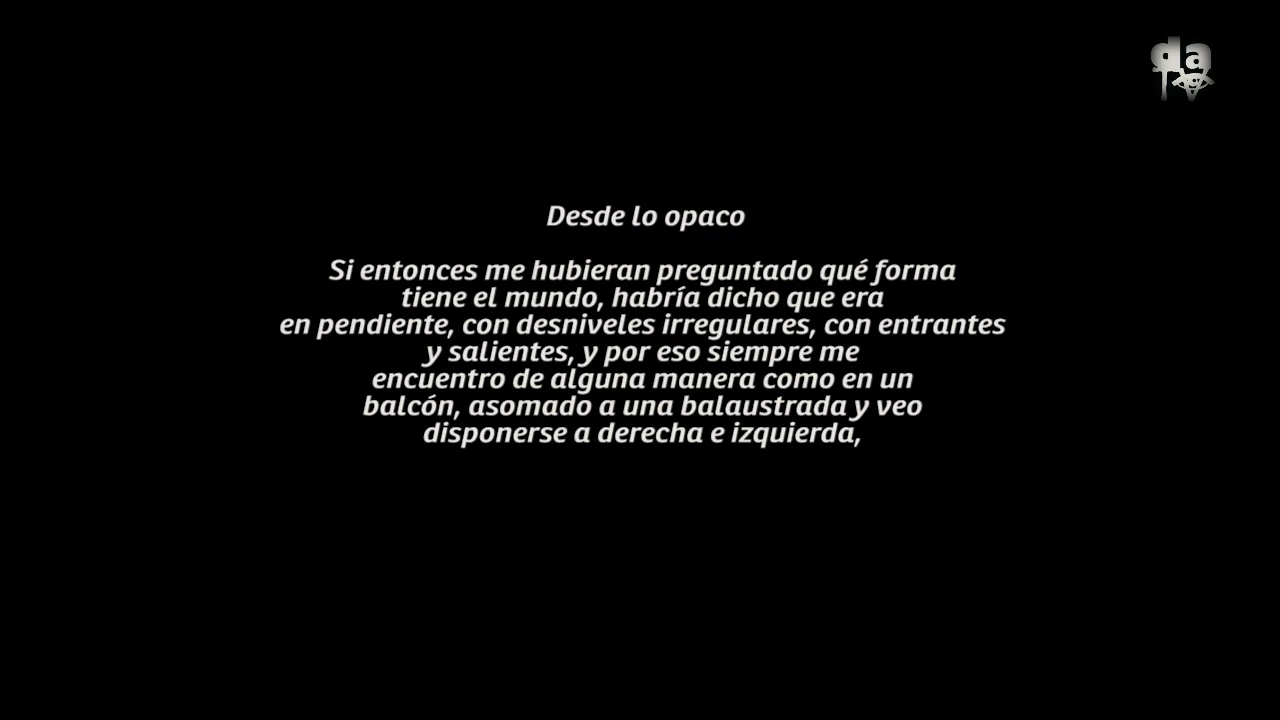 da
tv
Desde lo opaco
Si entonces me hubieran preguntado qué forma
tiene el mundo, habría dicho que era
en pendiente, con desniveles irregulares, con entrantes
y salientes, y por eso siempre me
encuentro de alguna manera como en un
balcón, asomado a una balaustrada y veo
disponerse a derecha e izquierda,